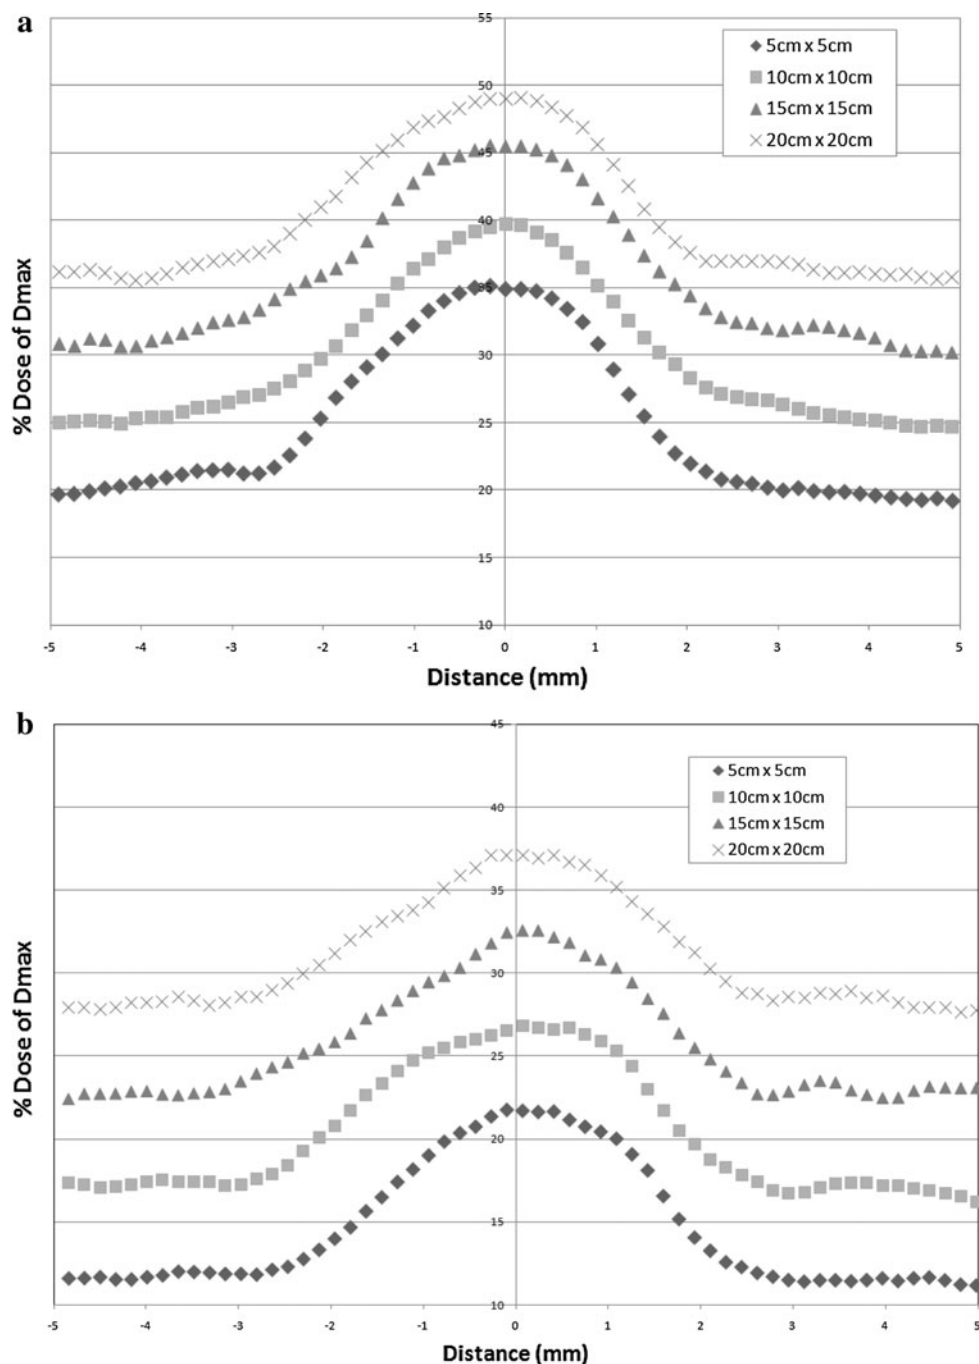 a
55
50
45
40
35
30
25
20
15
10
5cm x 5cm
10cm x 10cm
15cm x 15cm
20cm x 20cm
% Dose of Dmax
-5 -4 -3 -2 -1 0 1 2 3 4 5
Distance (mm)
b
45
40
35
30
25
20
15
10
5cm x 5cm
10cm x 10cm
15cm x 15cm
20cm x 20cm
% Dose of Dmax
-5 -4 -3 -2 -1 0 1 2 3 4 5
Distance (mm)